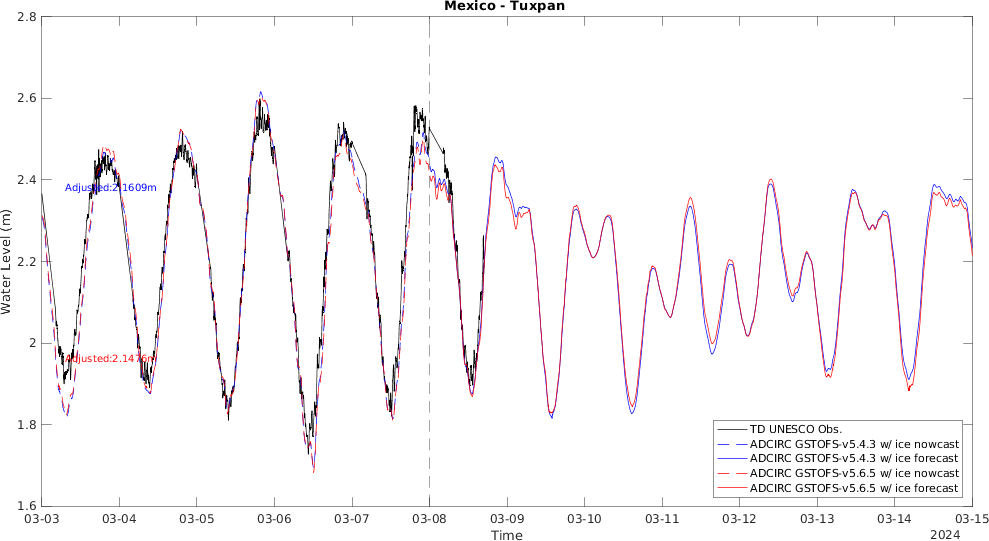 Mexico - Tuxpan
2.8
2.6
2.4
2.2
2
1.8
1.6
Water Level (m)
Adjusted:2.1609m
Adjusted:2.1476m
TD UNESCO Obs.
ADCIRC GSTOFS-v5.4.3 w/ ice nowcast
ADCIRC GSTOFS-v5.4.3 w/ ice forecast
ADCIRC GSTOFS-v5.6.5 w/ ice nowcast
ADCIRC GSTOFS-v5.6.5 w/ ice forecast
03-03 03-04 03-05 03-06 03-07 03-08 03-09 03-10 03-11 03-12 03-13 03-14 03-15
Time
2024